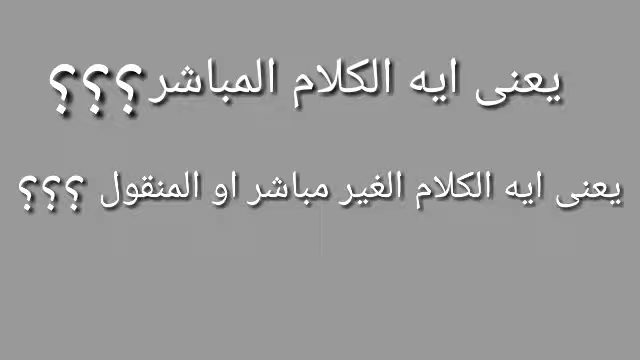 يعنى ايه الكلام المباشر؟؟؟
يعنى ايه الكلام الغير مباشر او المنقول ؟؟؟